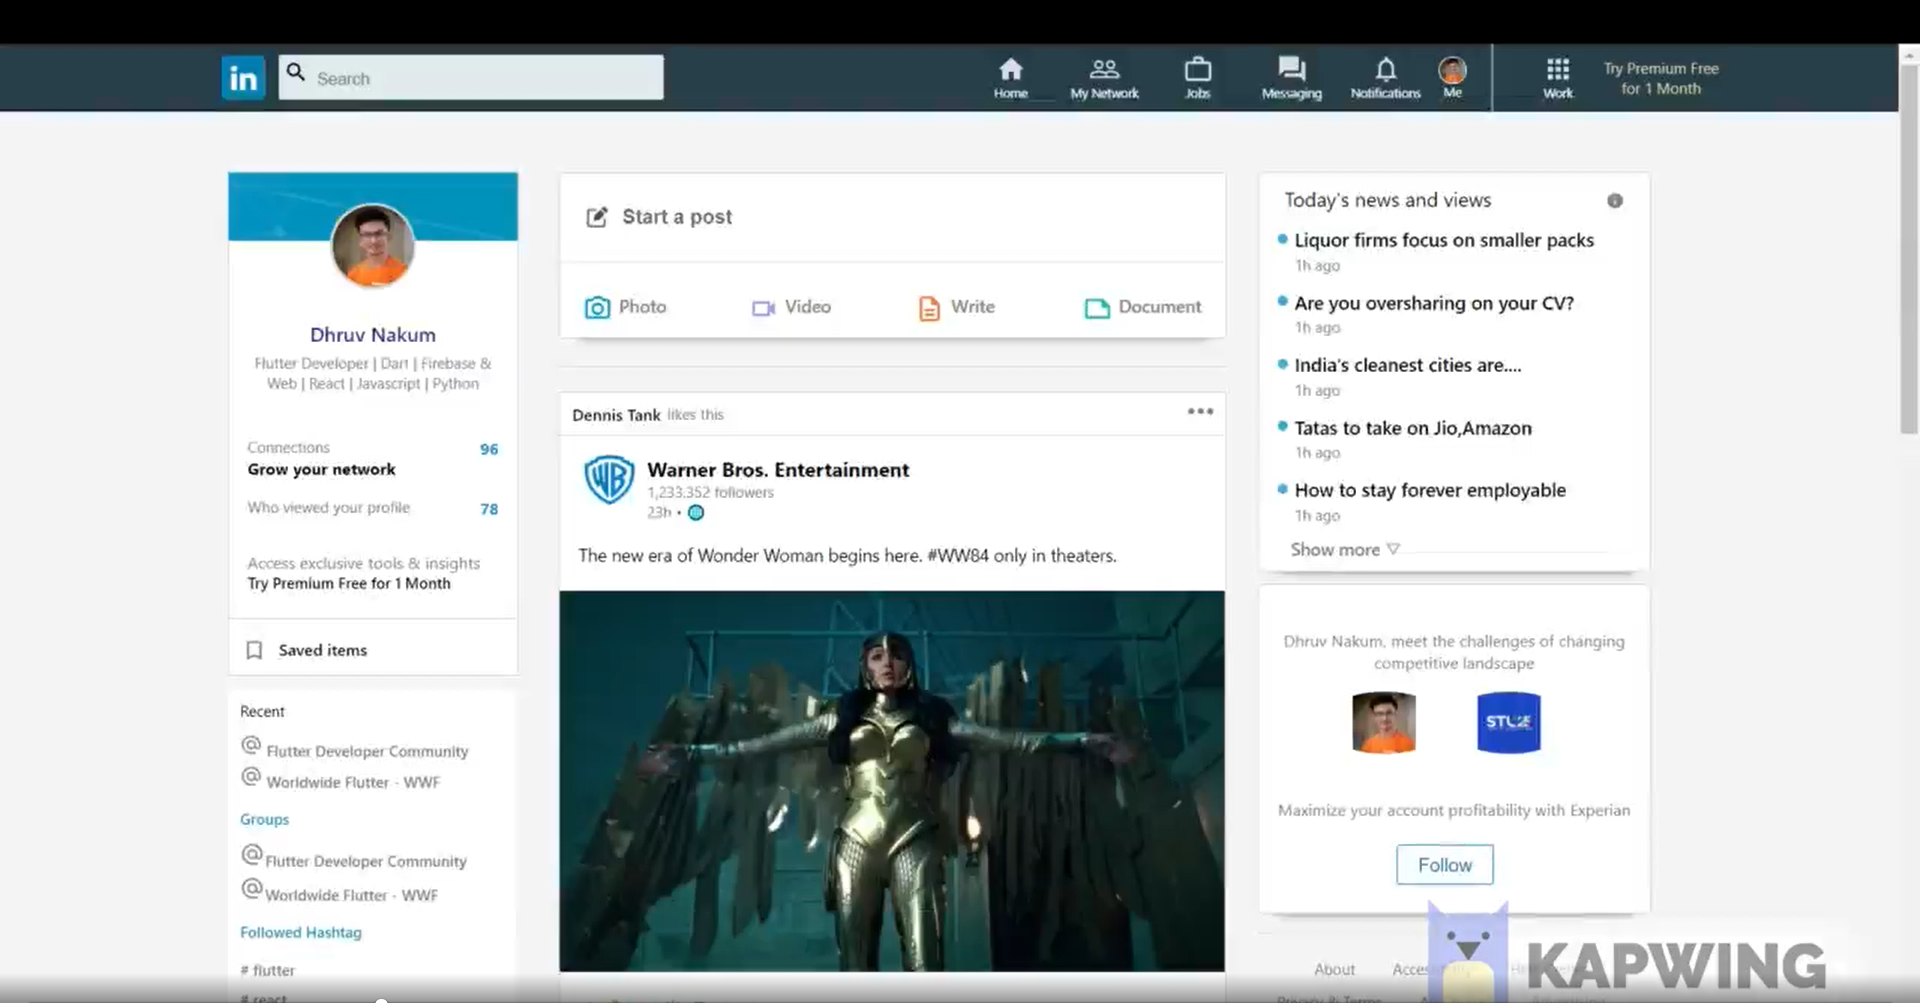 in
Search
Home
My Network
Jobs
Messaging
Notifications
Me
Work
Try Premium Free
for 1 Month
Dhruv Nakum
Flutter Developer | Dart | Firebase &
Web | React | Javascript | Python
Connections 96
Grow your network
Who viewed your profile 78
Access exclusive tools & insights
Try Premium Free for 1 Month
Saved items
Recent
@ Flutter Developer Community
@ Worldwide Flutter - WWF
Groups
@ Flutter Developer Community
@ Worldwide Flutter - WWF
Followed Hashtag
# flutter
# react
Start a post
Photo
Video
Write
Document
Dennis Tank likes this
WB
Warner Bros. Entertainment
1,233.352 followers
23h •
The new era of Wonder Woman begins here. #WW84 only in theaters.
Today's news and views
Liquor firms focus on smaller packs
1h ago
Are you oversharing on your CV?
1h ago
India's cleanest cities are....
1h ago
Tatas to take on Jio,Amazon
1h ago
How to stay forever employable
1h ago
Show more
Dhruv Nakum, meet the challenges of changing
competitive landscape
Maximize your account profitability with Experian
Follow
About
Privacy & Terms
KAPWING